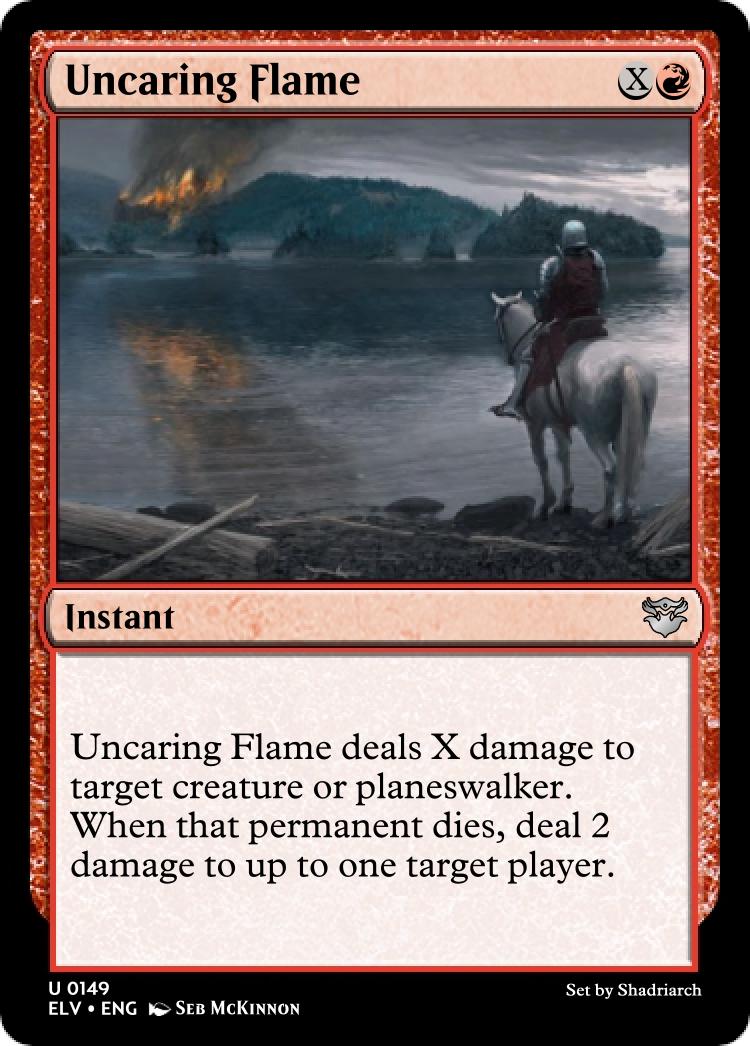 Uncaring Flame X
Instant
Uncaring Flame deals X damage to
target creature or planeswalker.
When that permanent dies, deal 2
damage to up to one target player.
U 0149
Set by Shadriarch
ELV • ENG Seb McKinnon